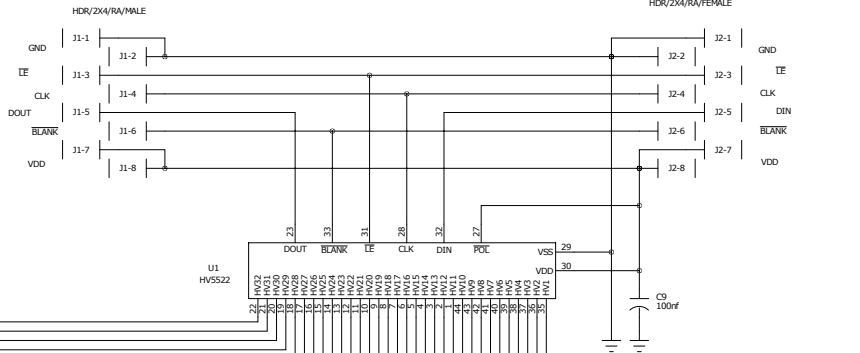 HDR/2X4/RA/MALE
HDR/2X4/RA/FEMALE
J1-1
J2-1
GND
J1-2
J2-2
GND
LE
J1-3
J2-3
LE
CLK
J1-4
J2-4
CLK
DOUT
J1-5
J2-5
DIN
BLANK
J1-6
J2-6
BLANK
J1-7
J2-7
VDD
J1-8
J2-8
VDD
23
33
31
28
32
27
DOUT
BLANK
LE
CLK
DIN
POL
VSS
29
VDD
30
U1
HV5522
HV32
HV31
HV30
HV29
HV28
HV27
HV26
HV25
HV24
HV23
HV22
HV21
HV20
HV19
HV18
HV17
HV16
HV15
HV14
HV13
HV12
HV11
HV10
HV9
HV8
HV7
HV6
HV5
HV4
HV3
HV2
HV1
22
21
20
19
18
17
16
15
14
13
12
11
10
9
8
7
6
5
4
3
2
1
44
43
42
41
40
39
38
37
36
35
C9
100nf